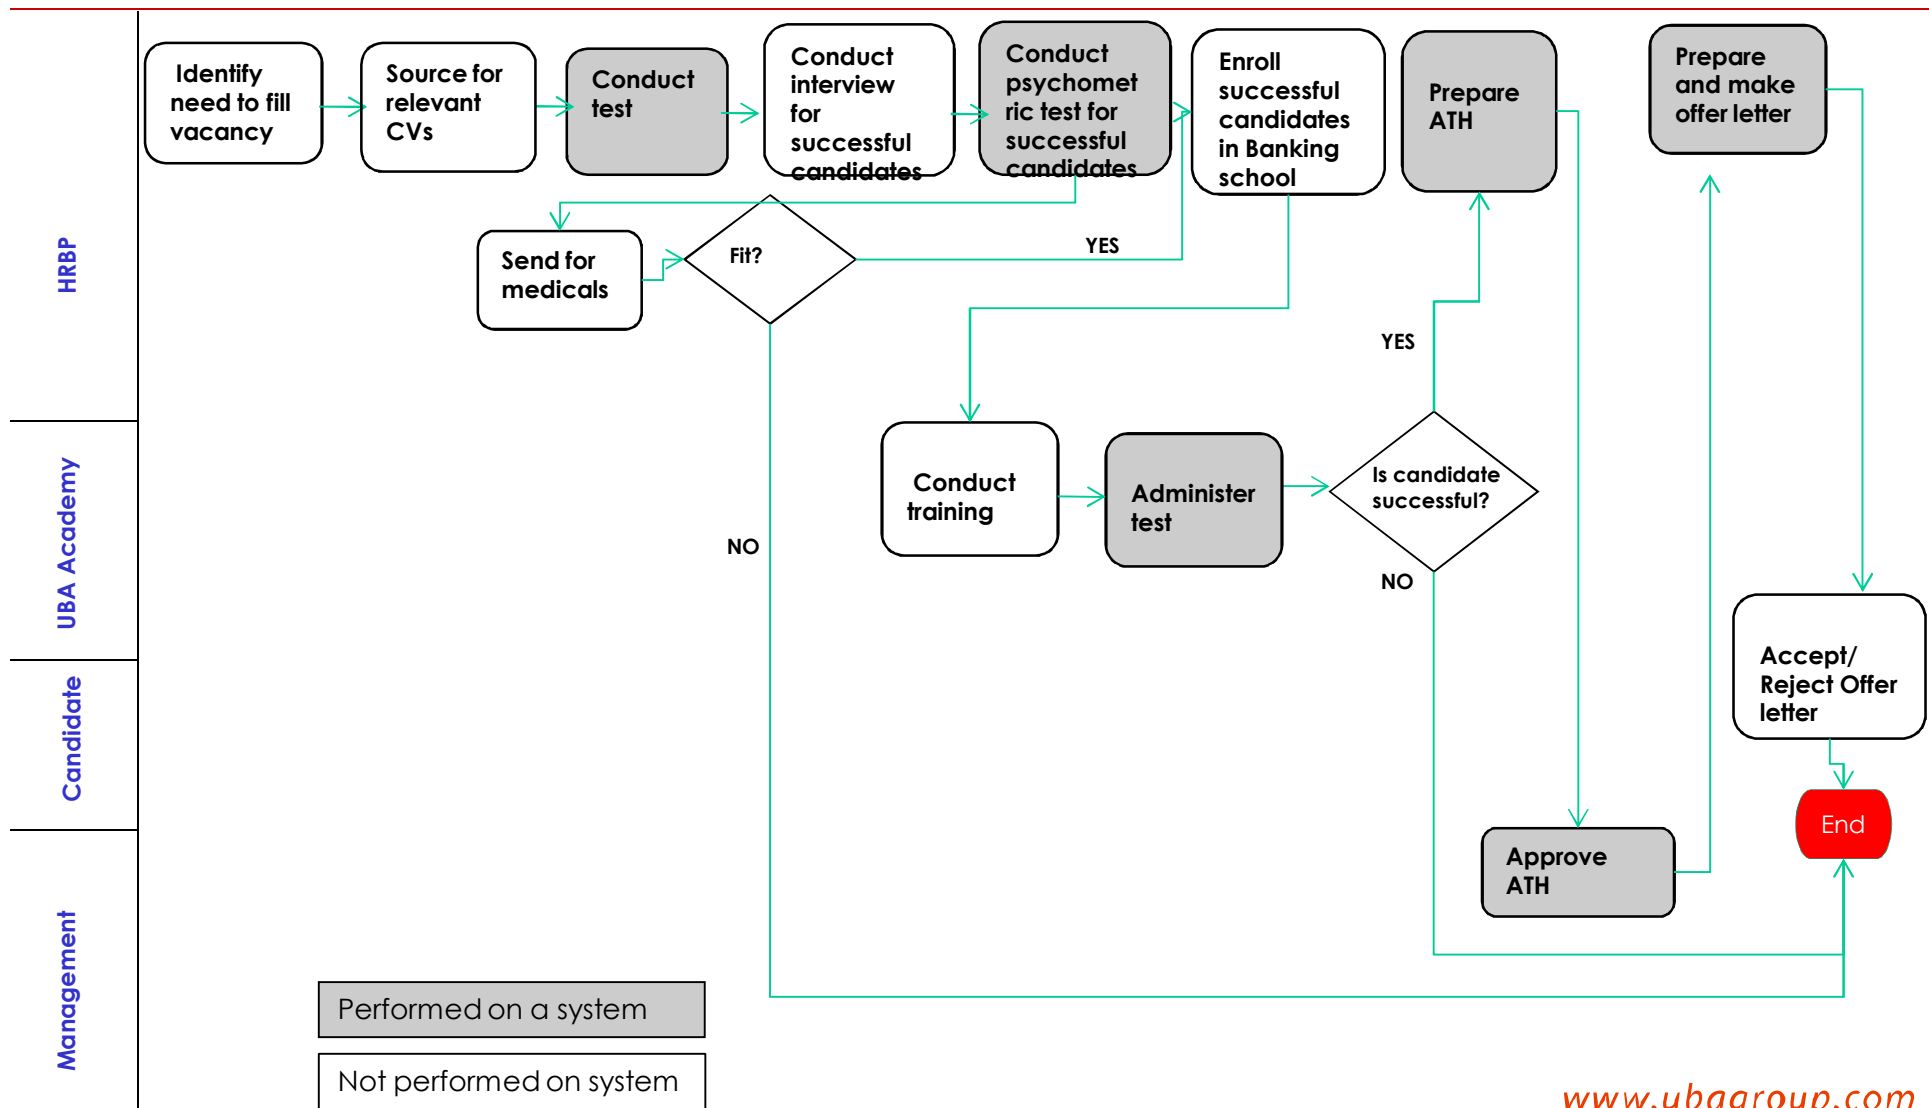 Identify
need to fill
vacancy
Source for
relevant
CVs
Conduct
test
Conduct
interview
for
successful
candidates
Conduct
psychomet
ric test for
successful
candidates
Enroll
successful
candidates
in Banking
school
Prepare
ATH
Prepare
and make
offer letter
HRBP
Send for
medicals
Fit?
YES
YES
UBA Academy
Conduct
training
Administer
test
Is candidate
successful?
NO
NO
Candidate
Accept/
Reject Offer
letter
End
Management
Approve
ATH
Performed on a system
Not performed on system
www.ubagroup.com